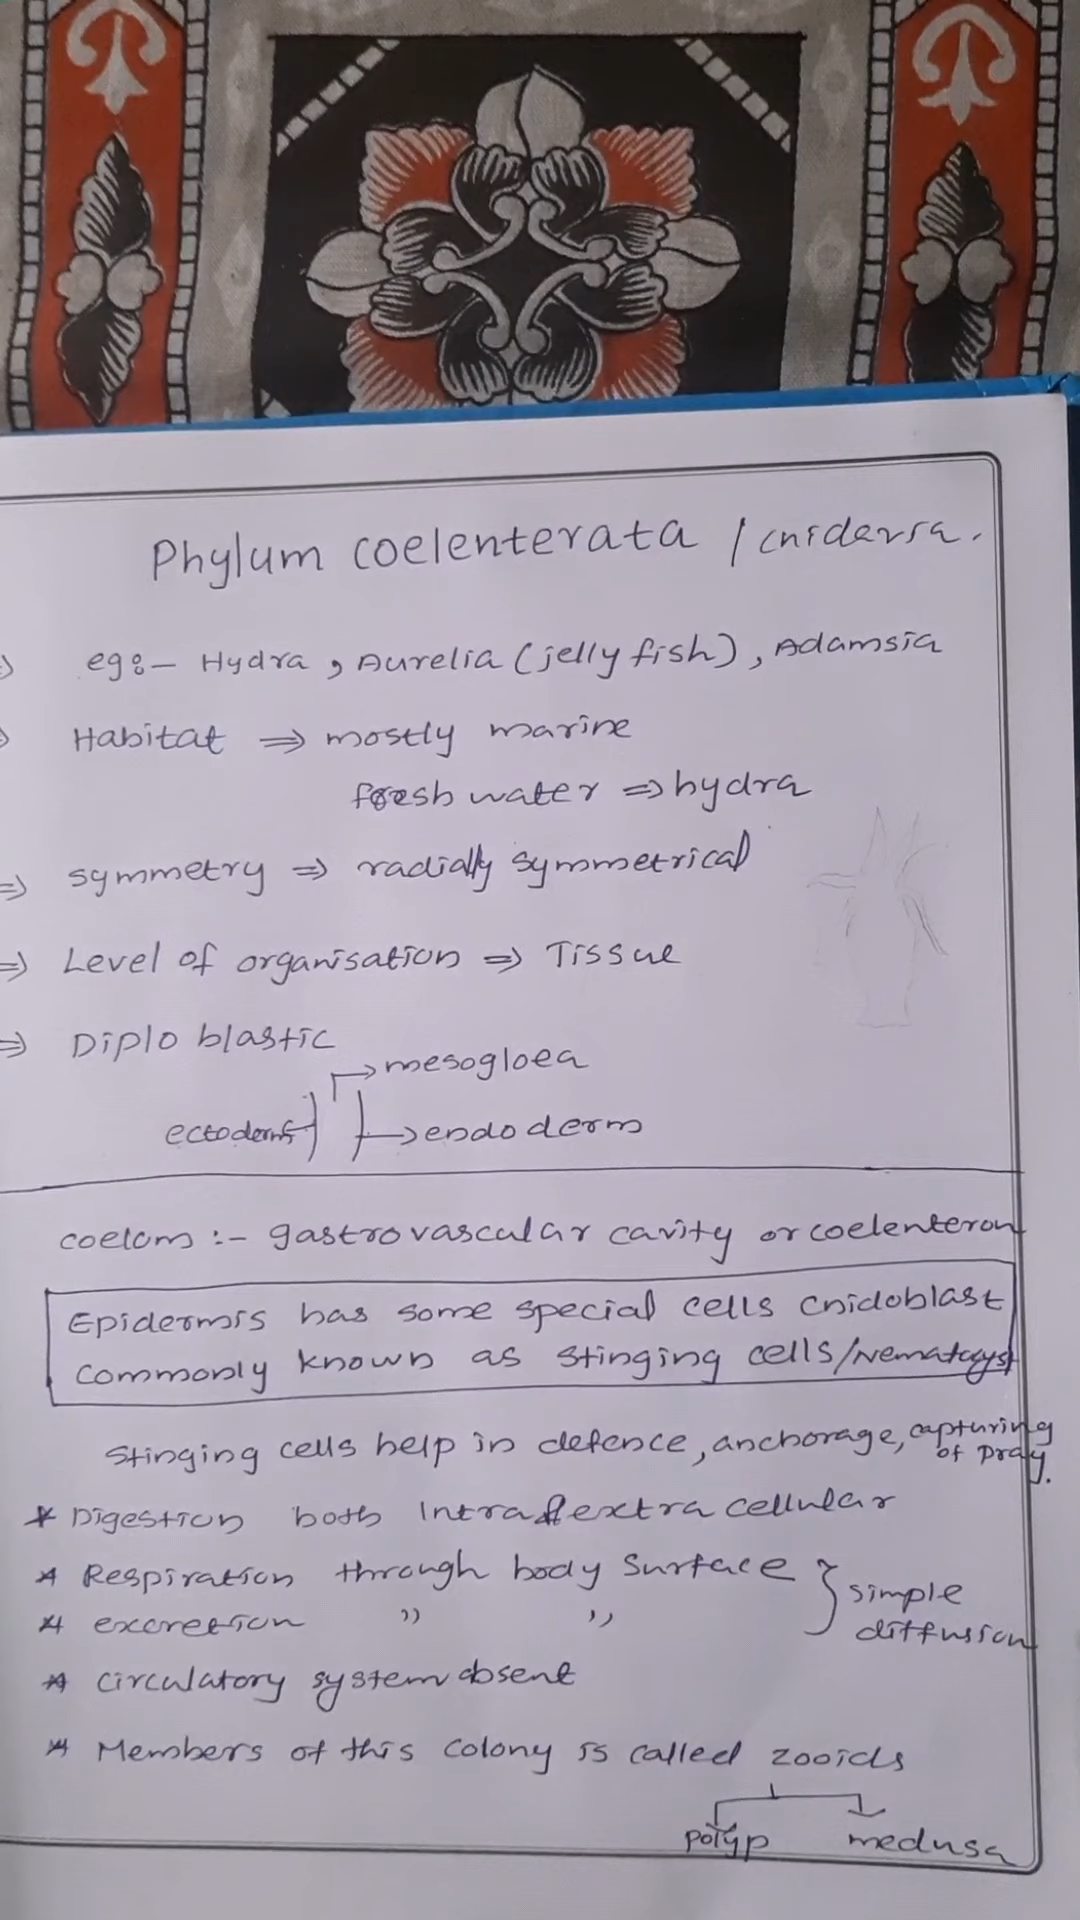 Phylum coelenterata / cnidaria.
⇒ eg:- Hydra, Aurelia (jelly fish), Adamsia
⇒ Habitat ⇒ mostly marine
fresh water ⇒ hydra
⇒ symmetry ⇒ radially symmetrical
⇒ Level of organisation ⇒ Tissue
⇒ Diplo blastic
→ mesogloea
ectoderm → endoderm
coelom :- gastrovascular cavity or coelenteron
Epidermis has some special cells cnidoblast
commonly known as stinging cells/Nematocyst
Stinging cells help in defence, anchorage, capturing of pray.
* Digestion both Intra & extra cellular
* Respiration through body surface } simple diffusion
* excretion " "
* circulatory system absent
* Members of this colony is called zooids
polyp medusa